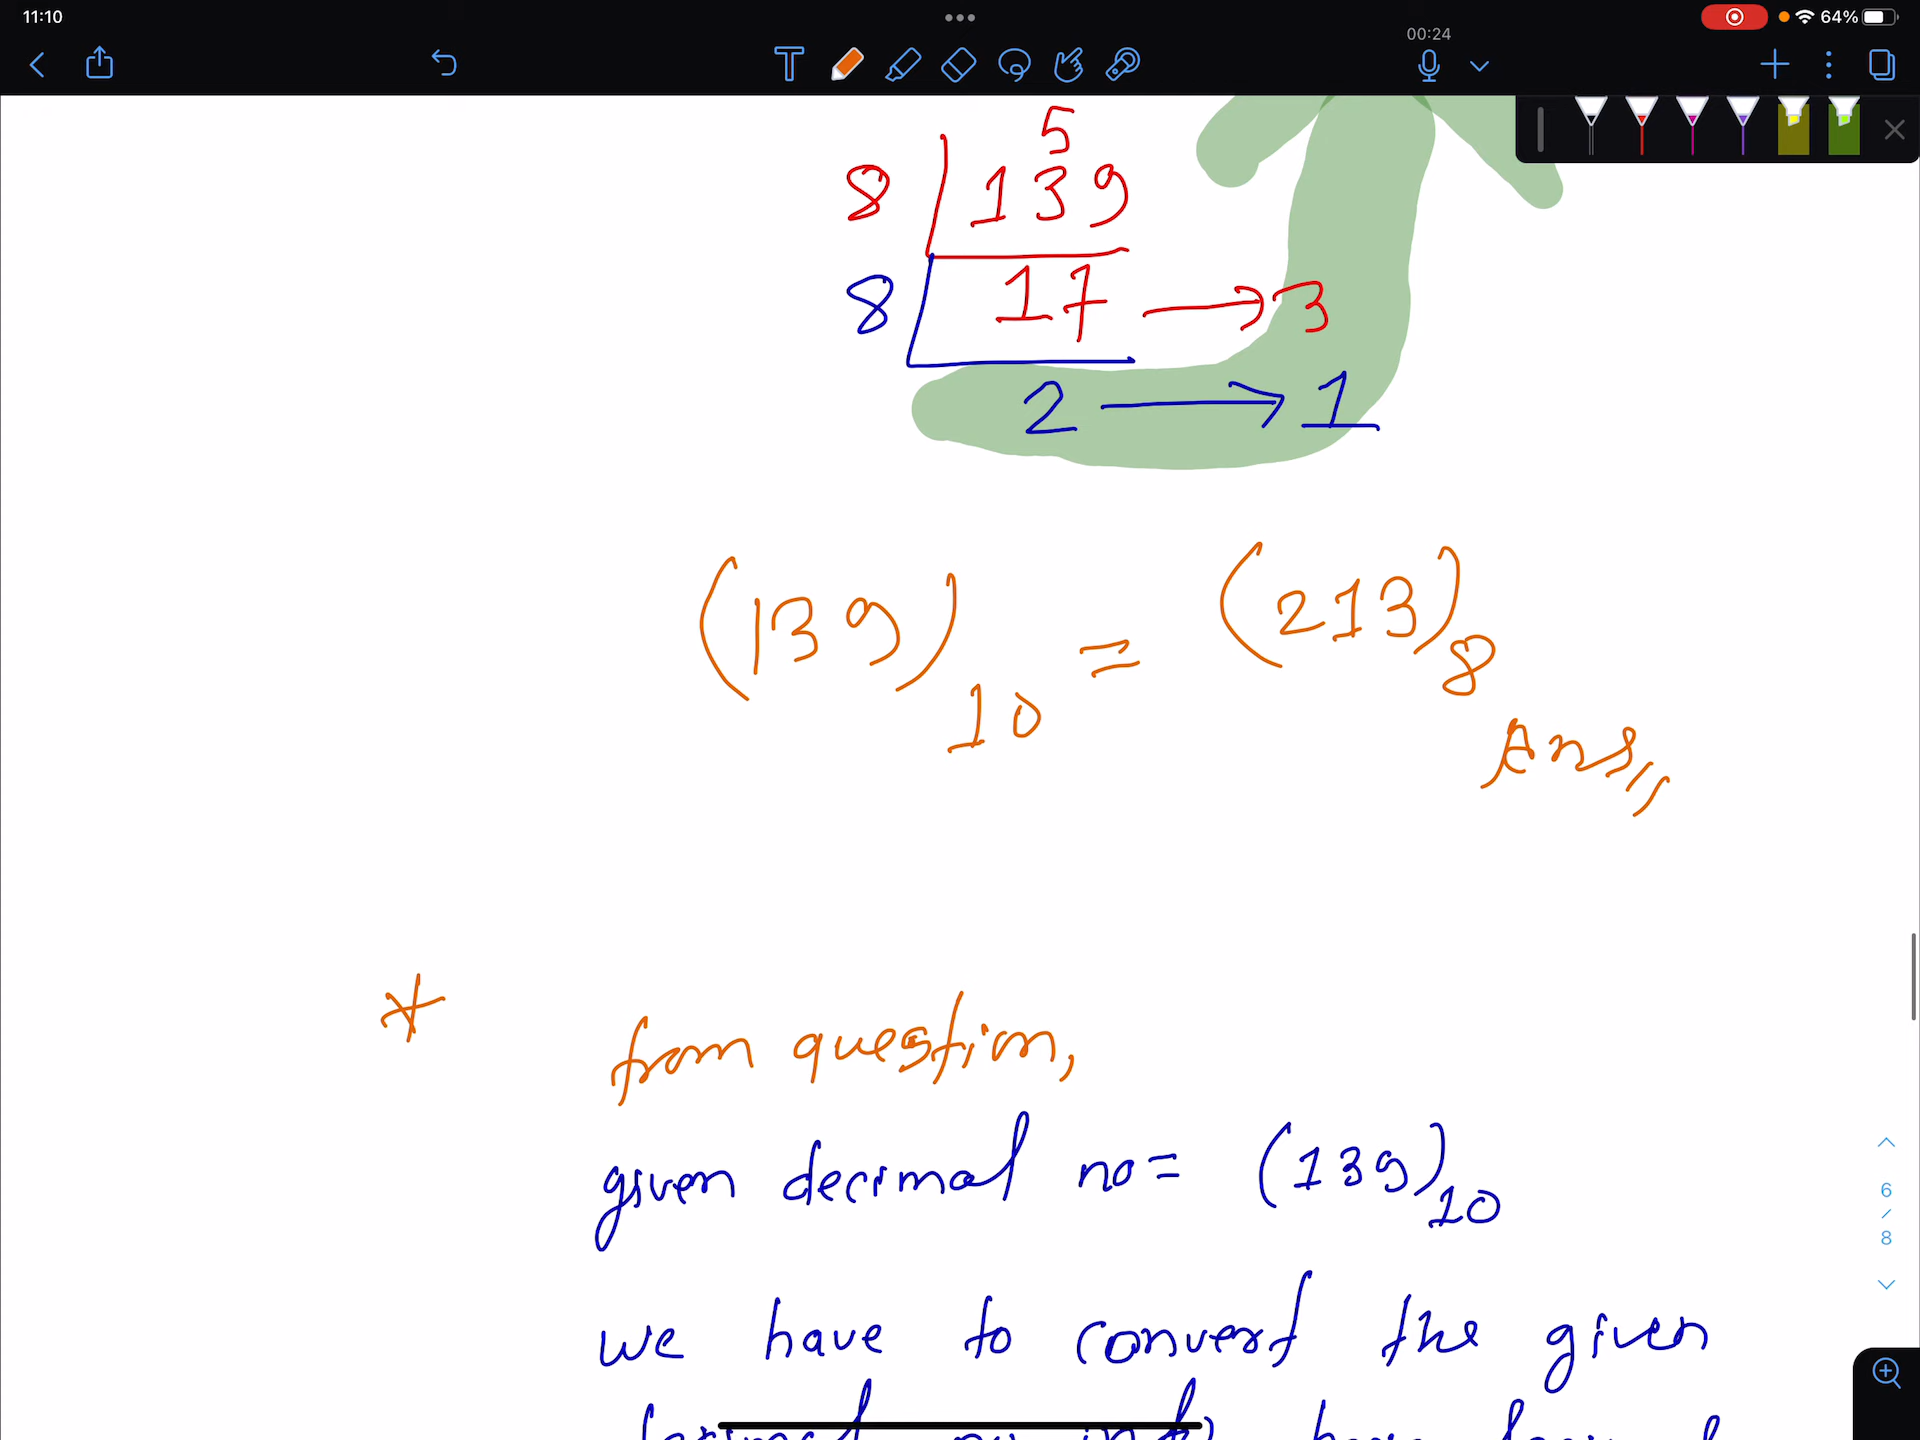 11:10
64%
00:24
5
8 139
8 17 → 3
2 → 1
(139)10 = (213)8
Ans
* from question,
given decimal no = (139)10
we have to convert the given
6
/
8